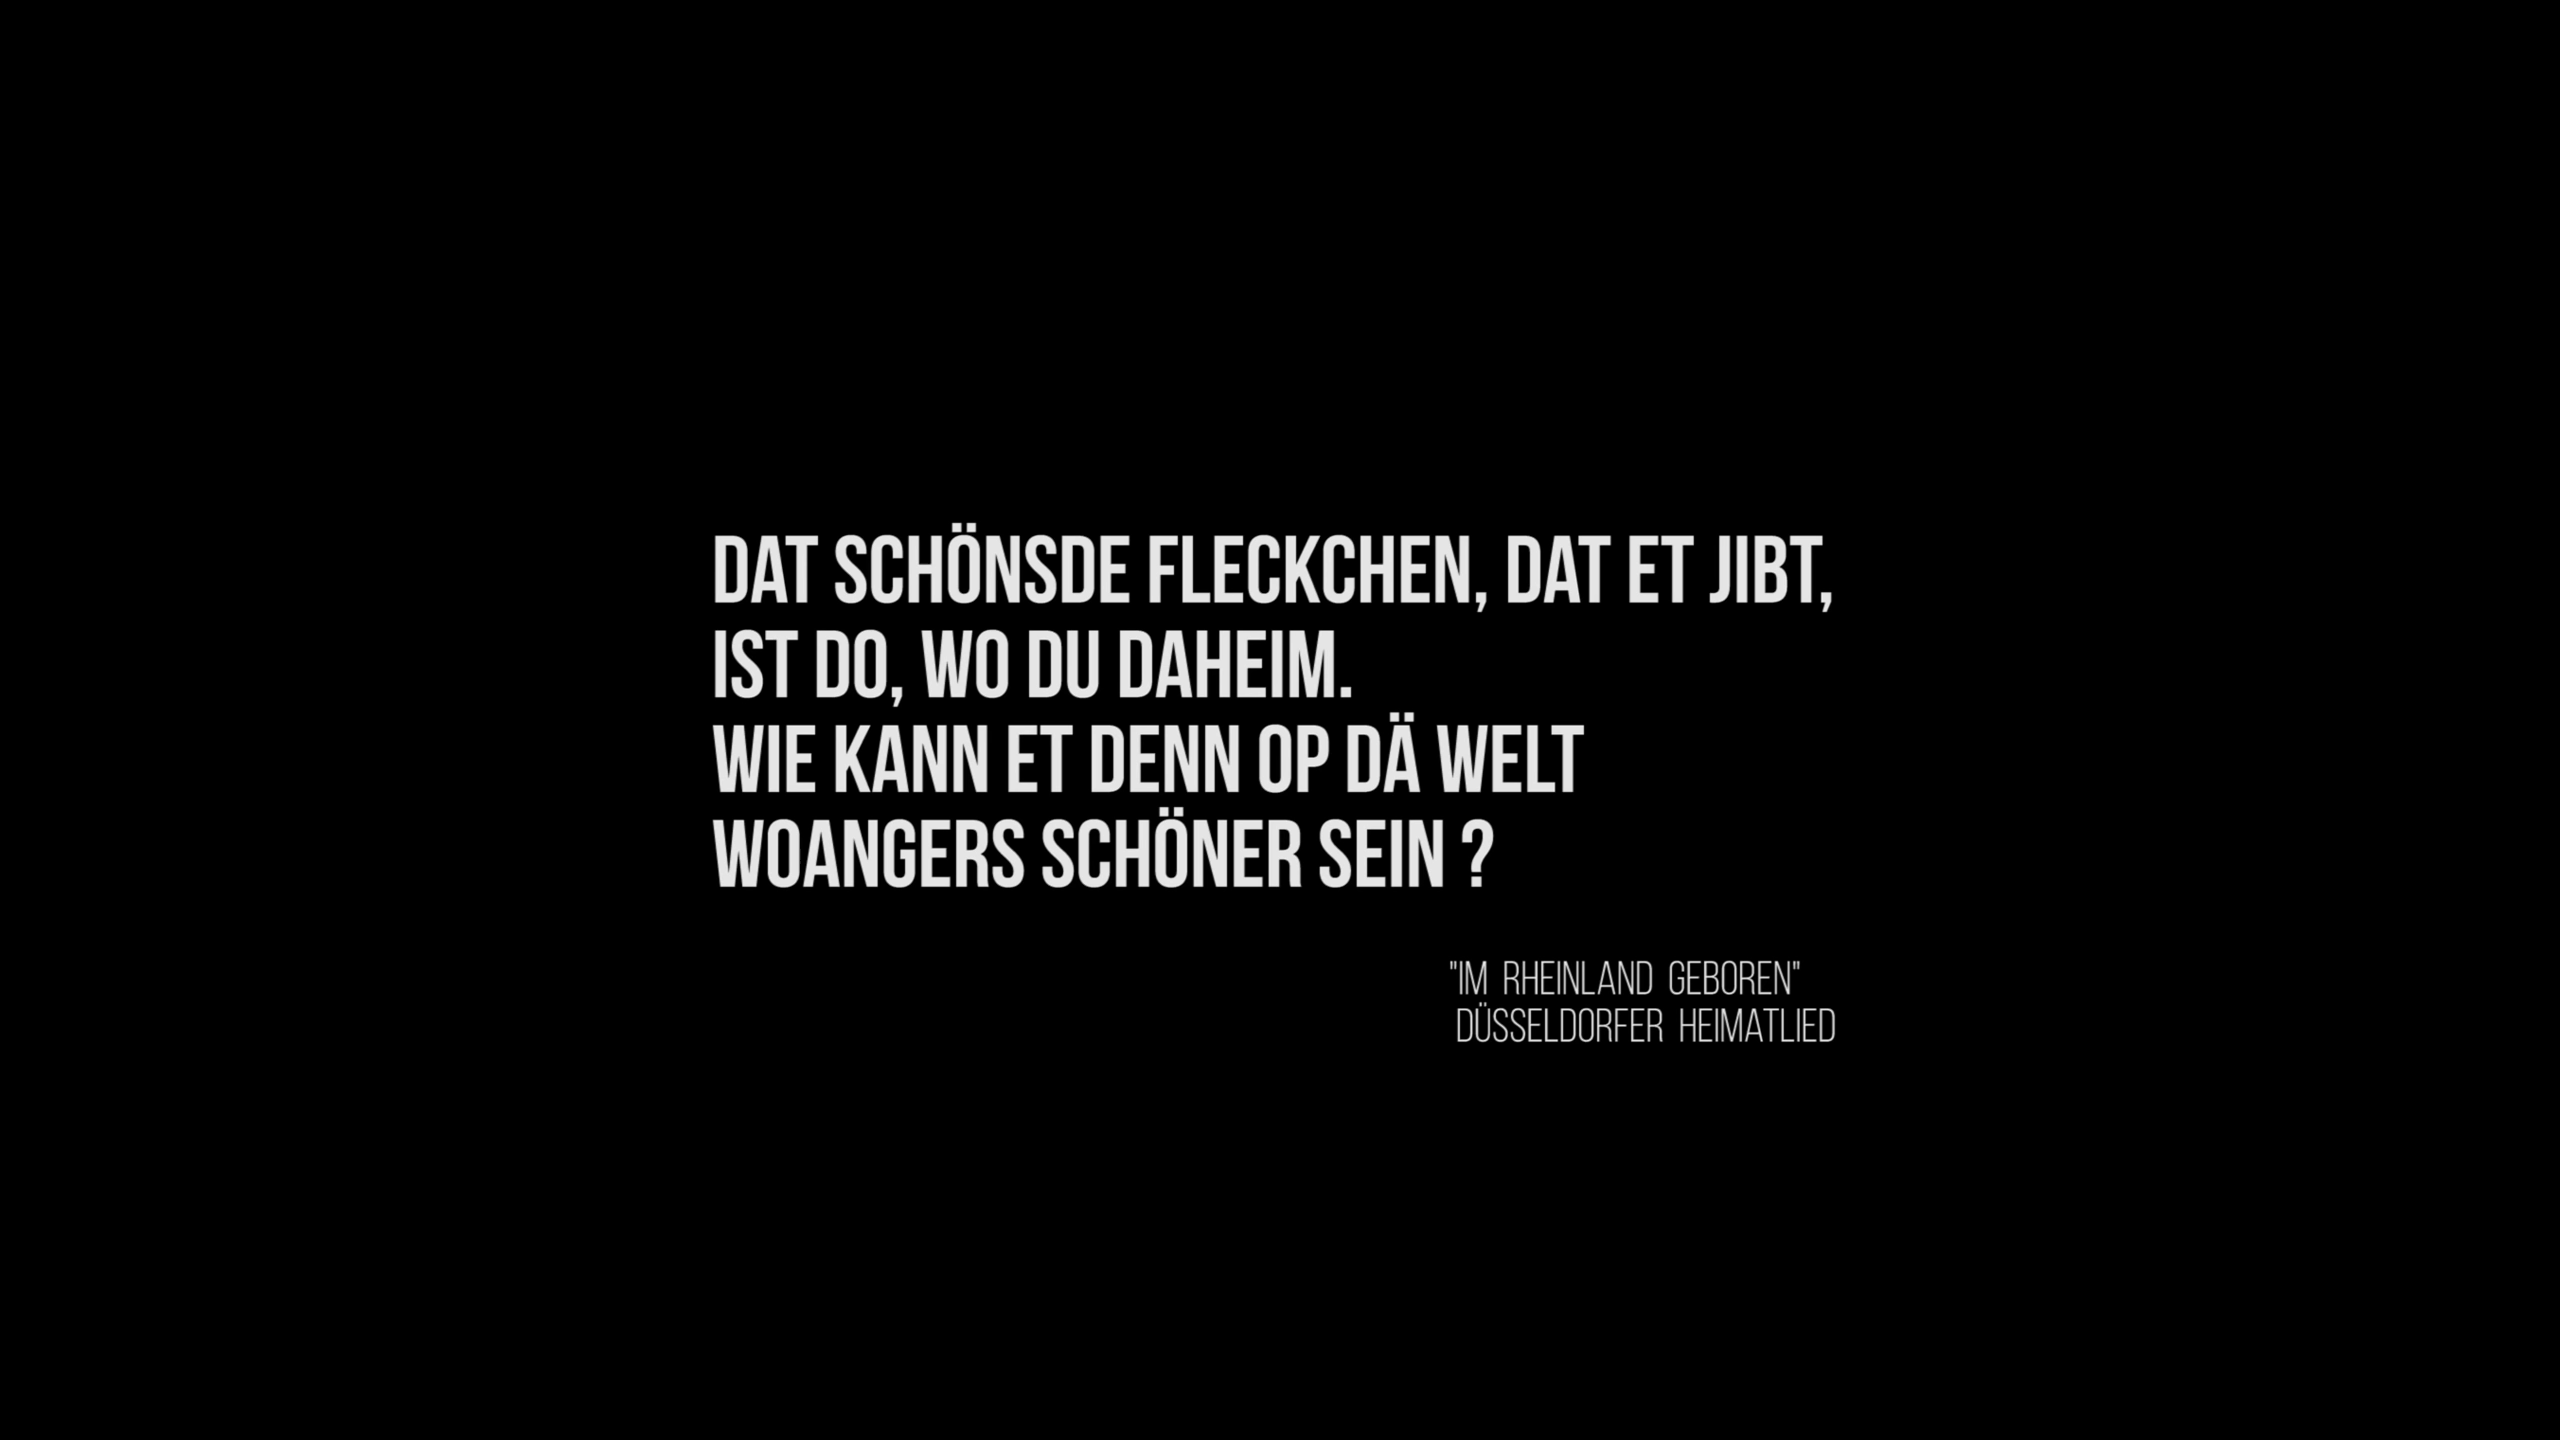 DAT SCHÖNSDE FLECKCHEN, DAT ET JIBT,
IST DO, WO DU DAHEIM.
WIE KANN ET DENN OP DÄ WELT
WOANGERS SCHÖNER SEIN ?
"IM RHEINLAND GEBOREN"
DÜSSELDORFER HEIMATLIED